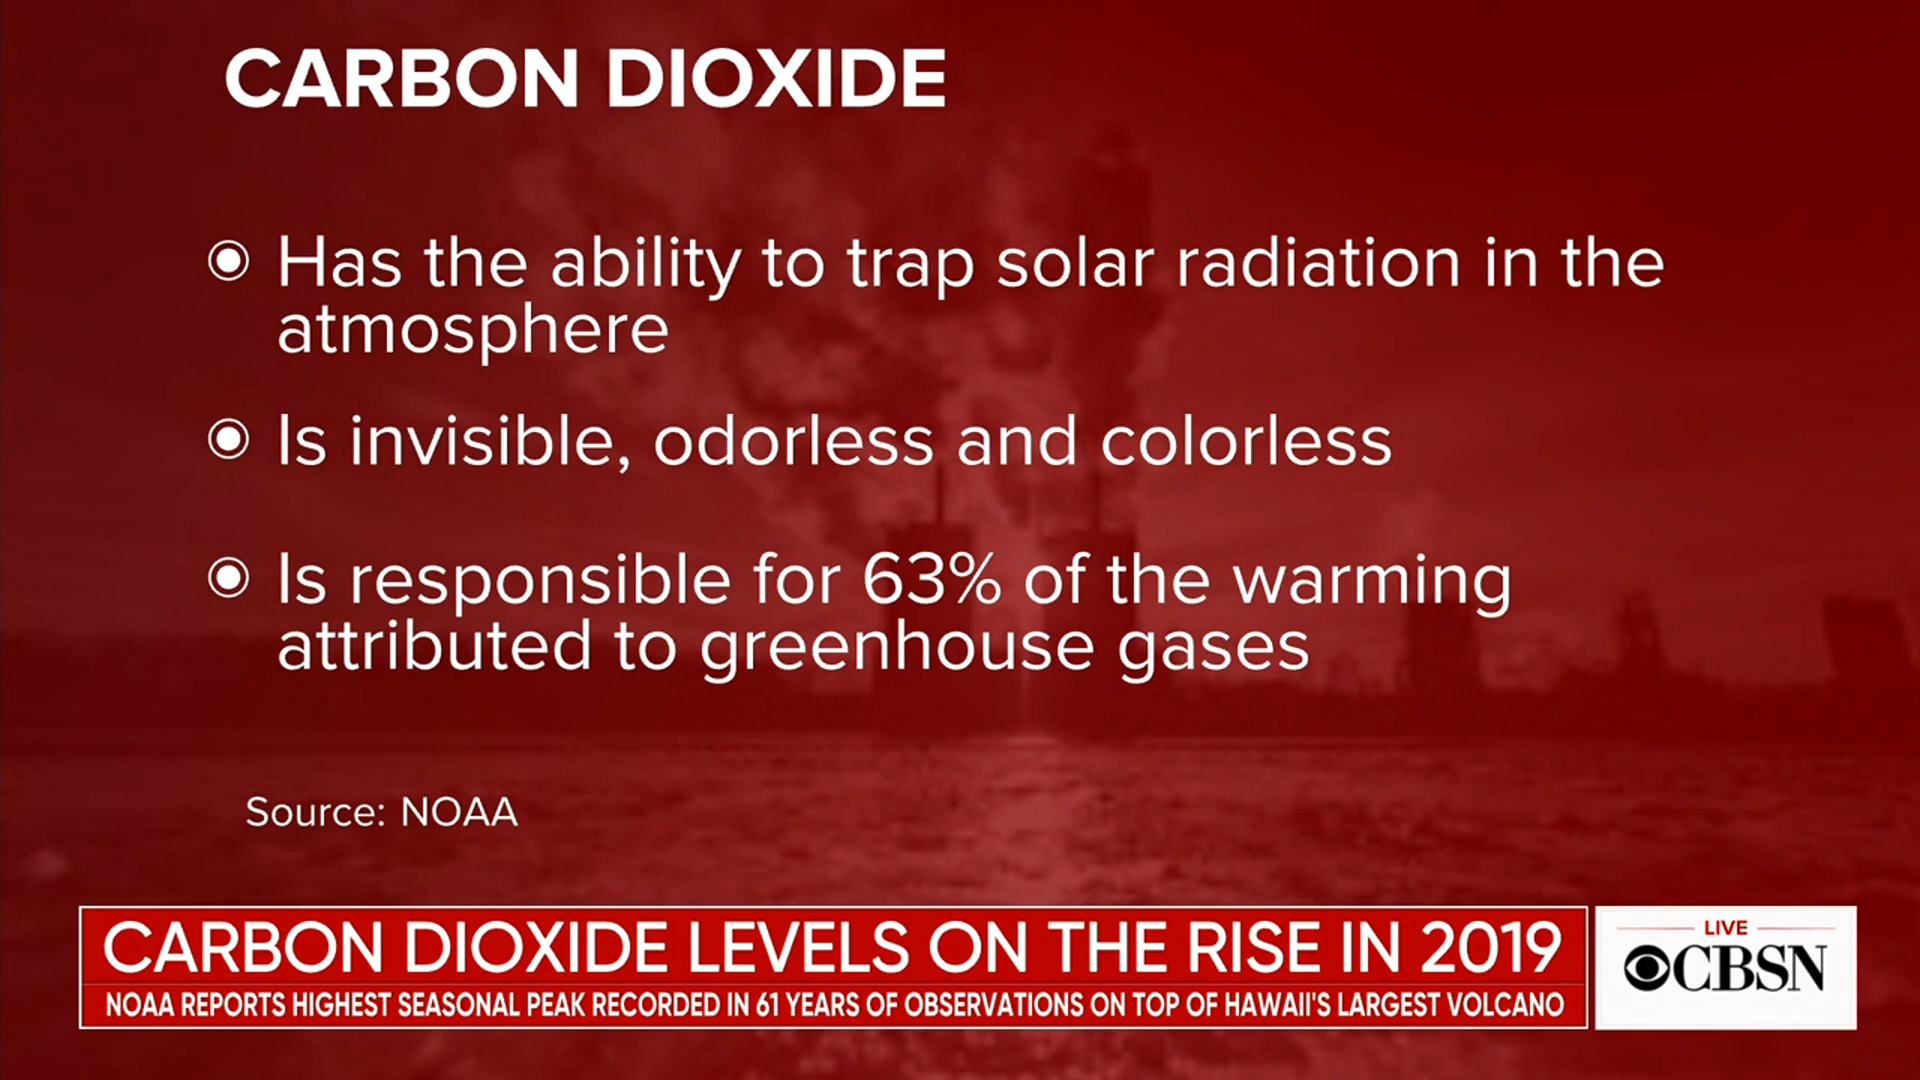 CARBON DIOXIDE
Has the ability to trap solar radiation in the
atmosphere
Is invisible, odorless and colorless
Is responsible for 63% of the warming
attributed to greenhouse gases
Source: NOAA
CARBON DIOXIDE LEVELS ON THE RISE IN 2019
NOAA REPORTS HIGHEST SEASONAL PEAK RECORDED IN 61 YEARS OF OBSERVATIONS ON TOP OF HAWAII'S LARGEST VOLCANO
LIVE
CBSN